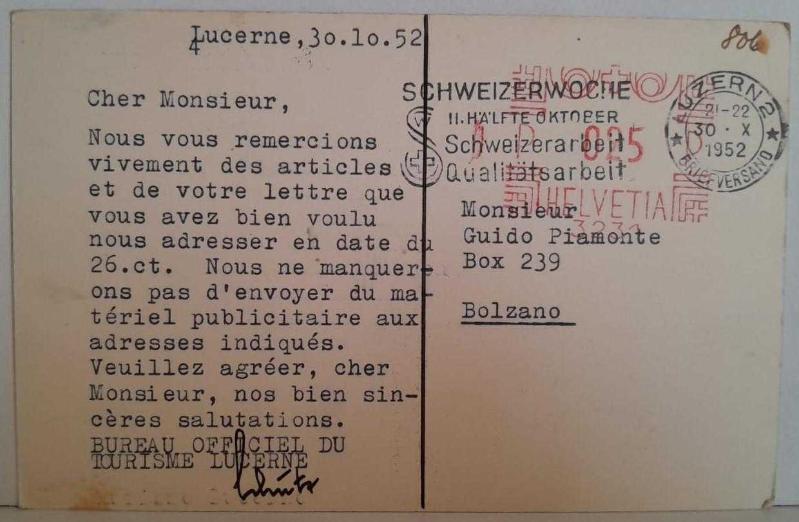 Lucerne,30.10.52
Cher Monsieur,
Nous vous remercions
vivement des articles
et de votre lettre que
vous avez bien voulu
nous adresser en date du
26.ct. Nous ne manquer-
ons pas d'envoyer du ma-
tériel publicitaire aux
adresses indiqués.
Veuillez agréer, cher
Monsieur, nos bien sin-
cères salutations.
BUREAU OFFICIEL DU
TOURISME LUCERNE
806
SCHWEIZERWOCHE
II. HÄLFTE OKTOBER
Schweizerarbeit
Qualitätsarbeit
025
HELVETIA
3231
LUZERN 2
21-22
30·X
1952
BRIEFVERSAND
Monsieur
Guido Piamonte
Box 239
Bolzano